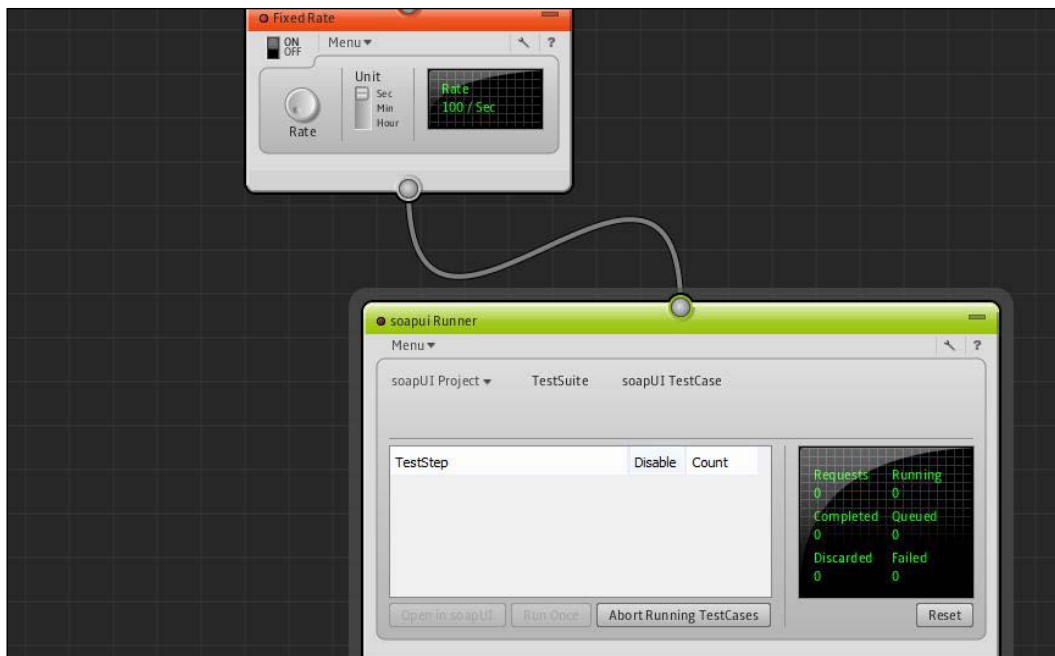 Fixed Rate
ON
OFF
Menu
?
Unit
Sec
Min
Hour
Rate
Rate
100 / Sec
soapui Runner
Menu
?
soapUI Project TestSuite soapUI TestCase
TestStep Disable Count
Requests Running
0 0
Completed Queued
0 0
Discarded Failed
0 0
Open in soapUI Run Once Abort Running TestCases Reset